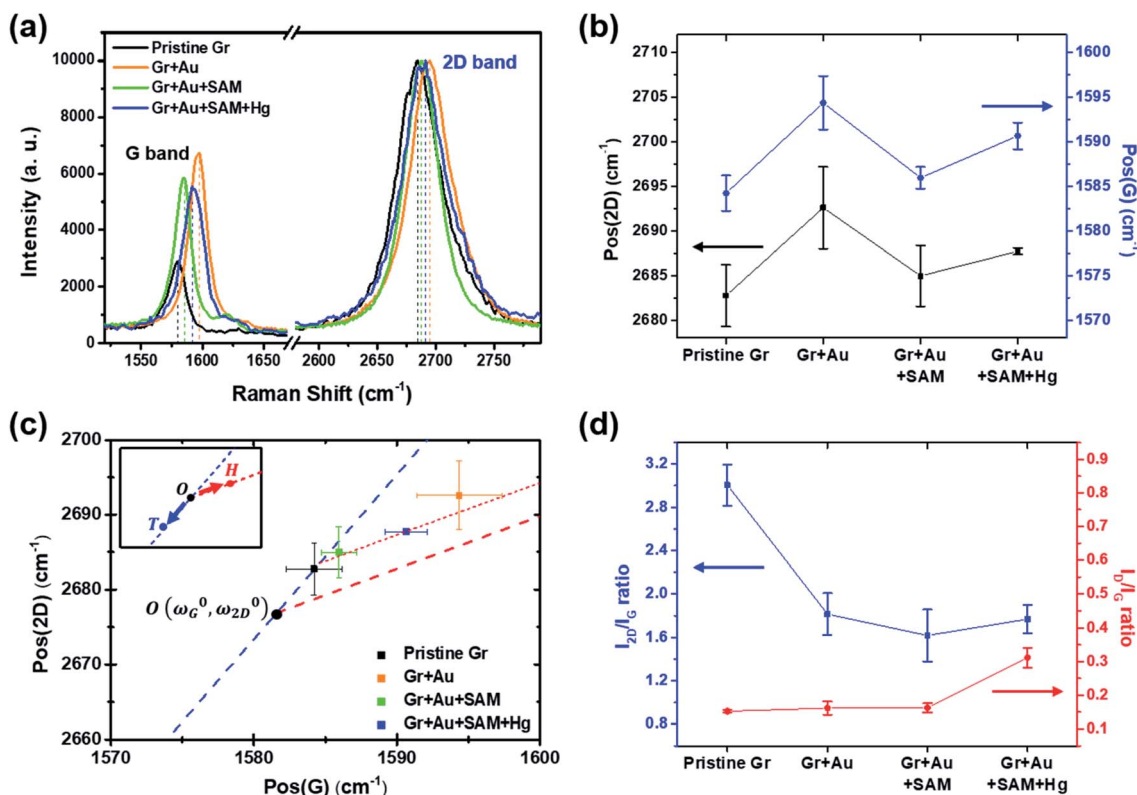 (a)
Pristine Gr
Gr+Au
Gr+Au+SAM
Gr+Au+SAM+Hg
G band
2D band
10000
8000
6000
4000
2000
0
Intensity (a. u.)
1550 1600 1650 2600 2650 2700 2750
Raman Shift (cm⁻¹)
(b)
2710
2705
2700
2695
2690
2685
2680
Pos(2D) (cm⁻¹)
1600
1595
1590
1585
1580
1575
1570
Pos(G) (cm⁻¹)
Pristine Gr Gr+Au Gr+Au Gr+Au
+SAM +SAM+Hg
(c)
2700
2690
2680
2670
2660
Pos(2D) (cm⁻¹)
O
H
T
O (ω_G⁰, ω_2D⁰)
Pristine Gr
Gr+Au
Gr+Au+SAM
Gr+Au+SAM+Hg
1570 1580 1590 1600
Pos(G) (cm⁻¹)
(d)
3.2
2.8
2.4
2.0
1.6
1.2
0.8
I2D/IG ratio
0.9
0.8
0.7
0.6
0.5
0.4
0.3
0.2
0.1
0.0
ID/IG ratio
Pristine Gr Gr+Au Gr+Au Gr+Au
+SAM +SAM+Hg